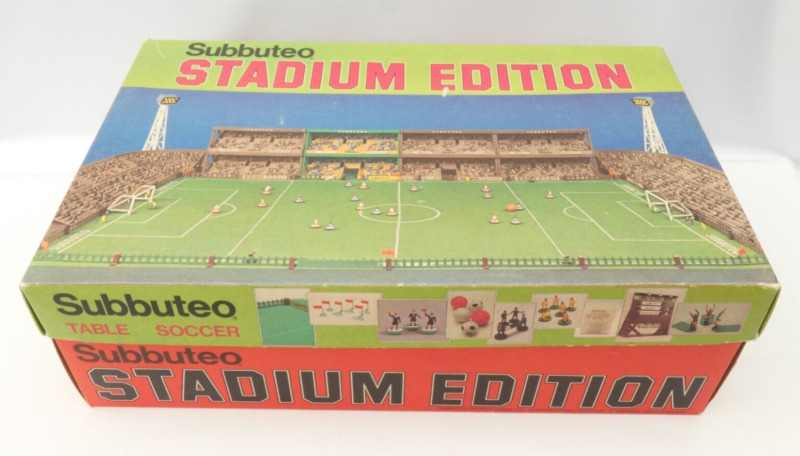 Subbuteo
STADIUM EDITION
Subbuteo
TABLE SOCCER
Subbuteo
STADIUM EDITION